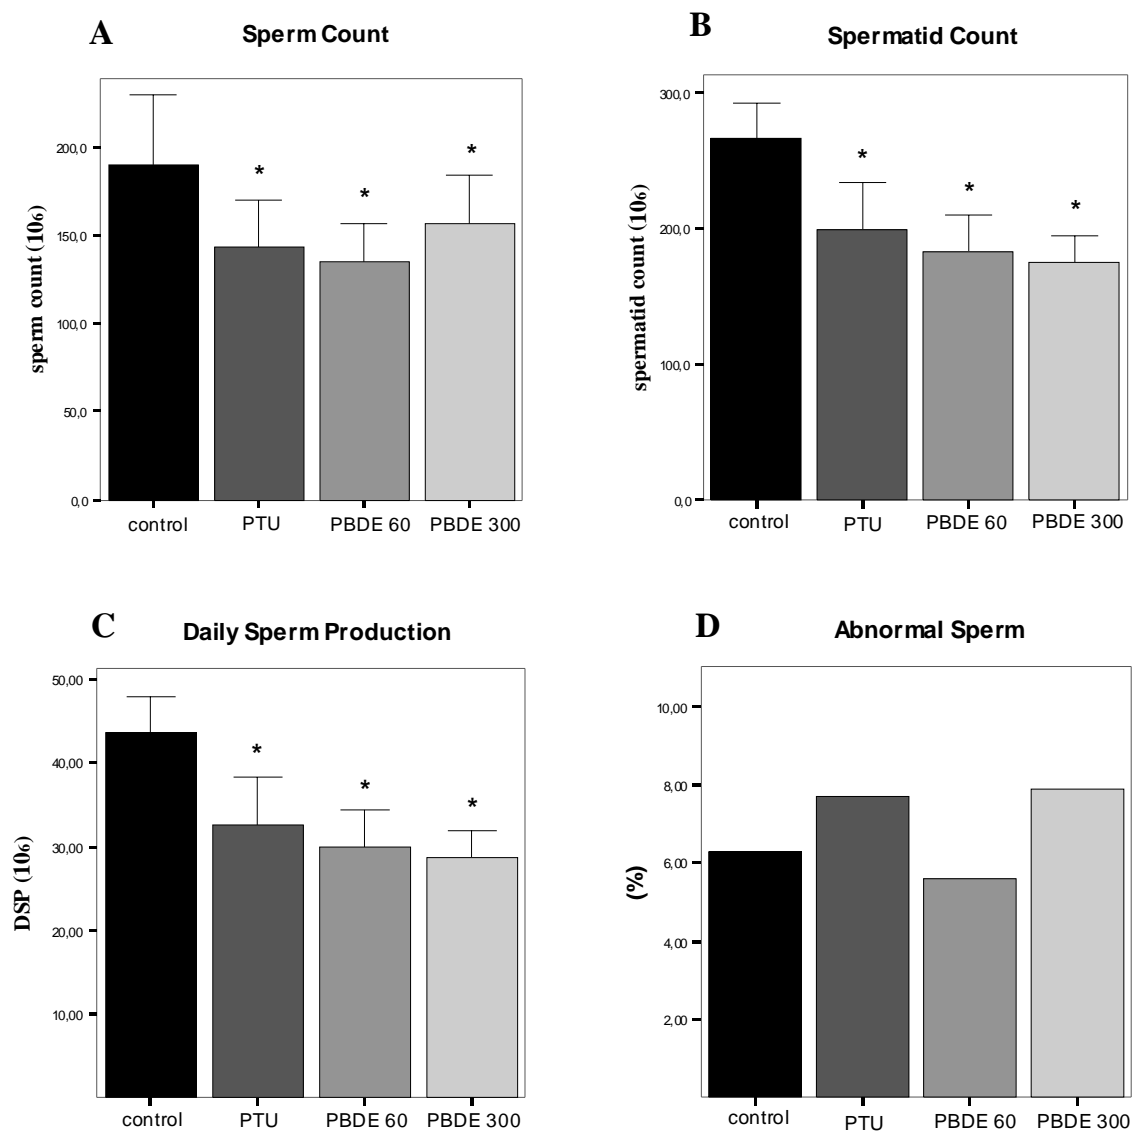 A
Sperm Count
sperm count (10⁶)
200,0
150,0
100,0
50,0
0,0
*
*
*
control
PTU
PBDE 60
PBDE 300
B
Spermatid Count
spermatid count (10⁶)
300,0
200,0
100,0
0,0
*
*
*
control
PTU
PBDE 60
PBDE 300
C
Daily Sperm Production
DSP (10⁶)
50,00
40,00
30,00
20,00
10,00
*
*
*
control
PTU
PBDE 60
PBDE 300
D
Abnormal Sperm
(%)
10,00
8,00
6,00
4,00
2,00
control
PTU
PBDE 60
PBDE 300